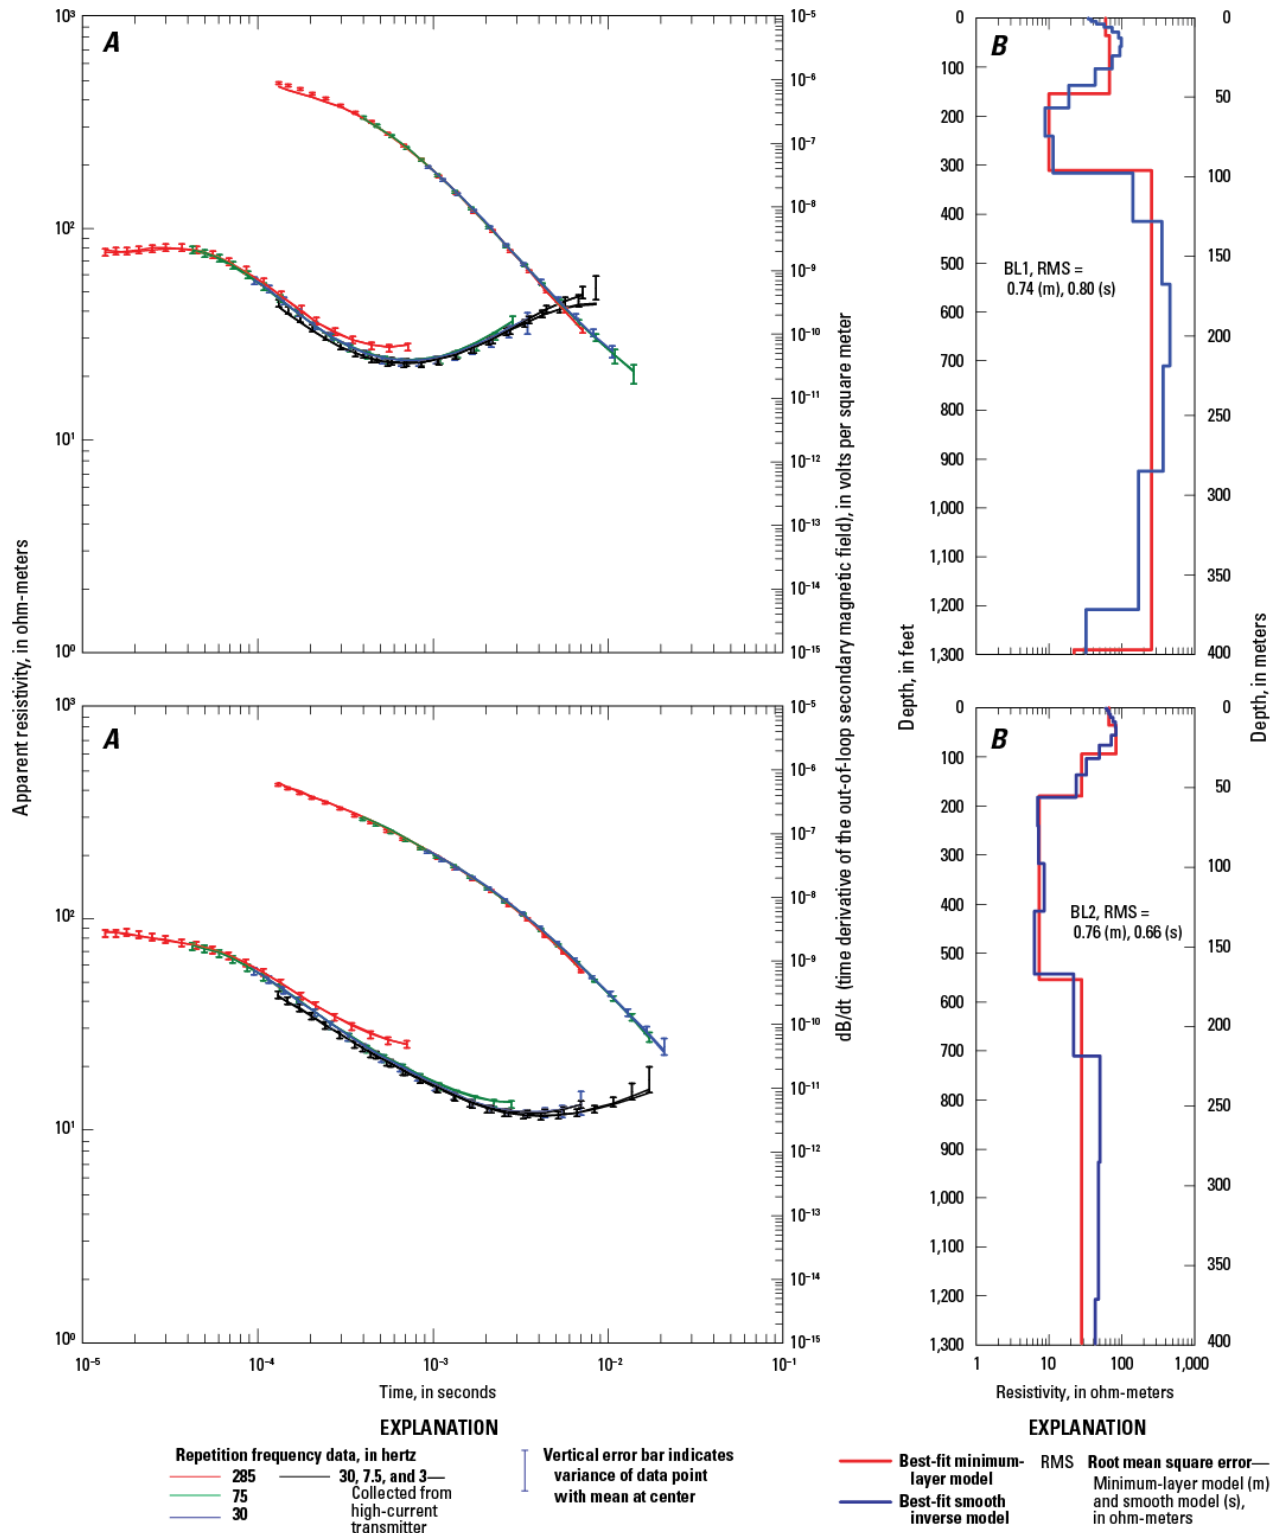 A
10³
10²
10¹
10⁰
10⁻⁵
10⁻⁶
10⁻⁷
10⁻⁸
10⁻⁹
10⁻¹⁰
10⁻¹¹
10⁻¹²
10⁻¹³
10⁻¹⁴
10⁻¹⁵
B
0
100
200
300
400
500
600
700
800
900
1,000
1,100
1,200
1,300
0
50
100
150
200
250
300
350
400
BL1, RMS =
0.74 (m), 0.80 (s)
A
10³
10²
10¹
10⁰
10⁻⁵
10⁻⁶
10⁻⁷
10⁻⁸
10⁻⁹
10⁻¹⁰
10⁻¹¹
10⁻¹²
10⁻¹³
10⁻¹⁴
10⁻¹⁵
10⁻⁵ 10⁻⁴ 10⁻³ 10⁻² 10⁻¹
Time, in seconds
Apparent resistivity, in ohm-meters
dB/dt (time derivative of the out-of-loop secondary magnetic field), in volts per square meter
B
0
100
200
300
400
500
600
700
800
900
1,000
1,100
1,200
1,300
0
50
100
150
200
250
300
350
400
BL2, RMS =
0.76 (m), 0.66 (s)
1 10 100 1,000
Resistivity, in ohm-meters
Depth, in feet
Depth, in meters
EXPLANATION
Repetition frequency data, in hertz
285
75
30
30, 7.5, and 3—
Collected from
high-current
transmitter
Vertical error bar indicates
variance of data point
with mean at center
EXPLANATION
Best-fit minimum-
layer model
Best-fit smooth
inverse model
RMS Root mean square error—
Minimum-layer model (m)
and smooth model (s),
in ohm-meters